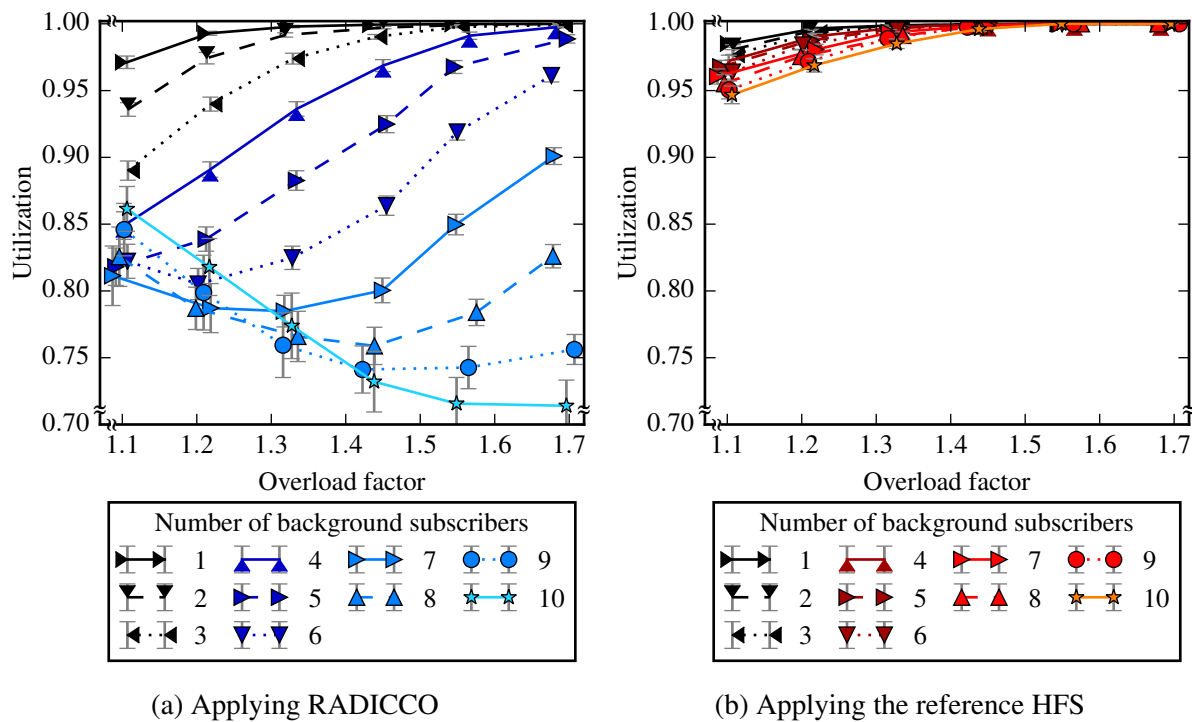 1.00
0.95
0.90
0.85
0.80
0.75
0.70
Utilization
1.1 1.2 1.3 1.4 1.5 1.6 1.7
Overload factor
Number of background subscribers
1 4 7 9
2 5 8 10
3 6
(a) Applying RADICCO
1.00
0.95
0.90
0.85
0.80
0.75
0.70
Utilization
1.1 1.2 1.3 1.4 1.5 1.6 1.7
Overload factor
Number of background subscribers
1 4 7 9
2 5 8 10
3 6
(b) Applying the reference HFS